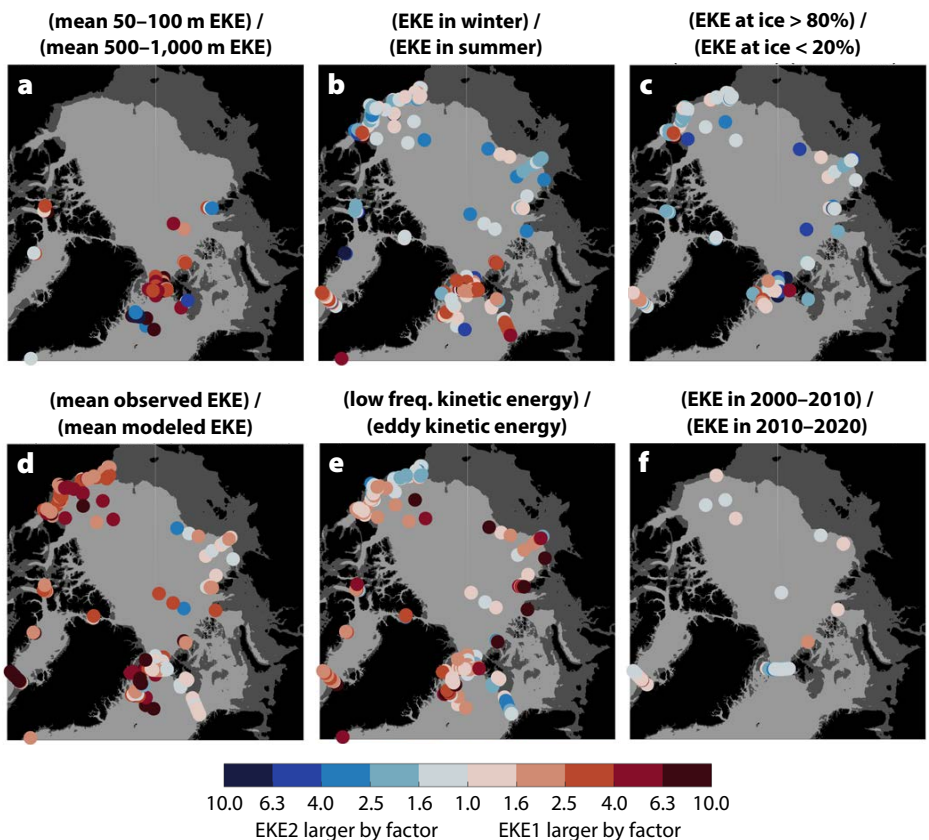 (mean 50–100 m EKE) /
(mean 500–1,000 m EKE)
(EKE in winter) /
(EKE in summer)
(EKE at ice > 80%) /
(EKE at ice < 20%)
a
b
c
(mean observed EKE) /
(mean modeled EKE)
(low freq. kinetic energy) /
(eddy kinetic energy)
(EKE in 2000–2010) /
(EKE in 2010–2020)
d
e
f
10.0 6.3 4.0 2.5 1.6 1.0 1.6 2.5 4.0 6.3 10.0
EKE2 larger by factor EKE1 larger by factor